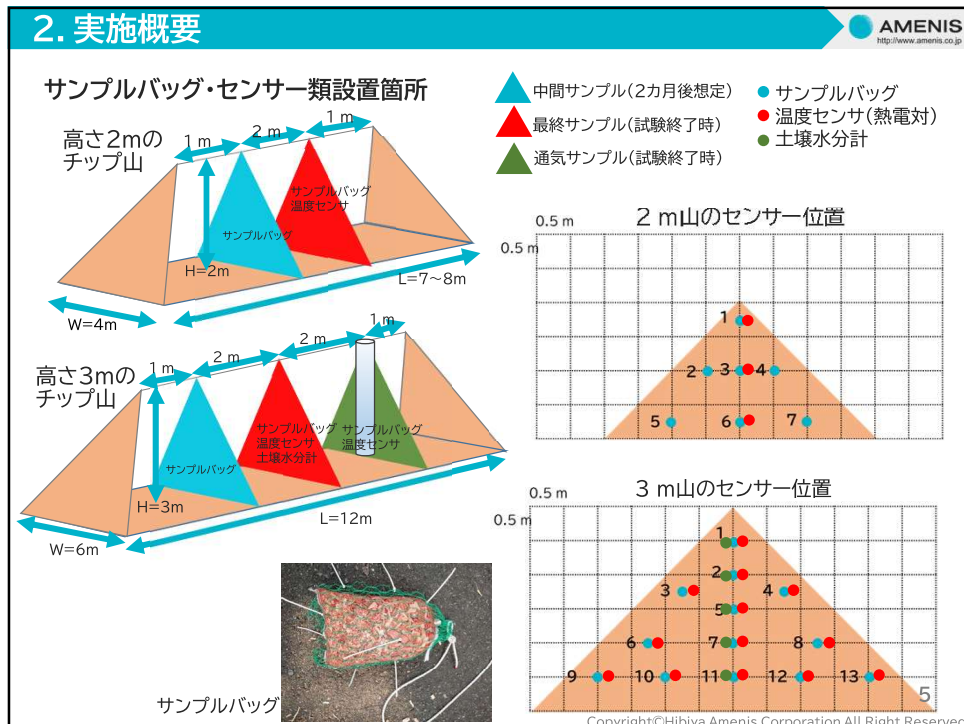 2. 実施概要
AMENIS
http://www.amenis.co.jp
サンプルバッグ・センサー類設置箇所
中間サンプル(2カ月後想定)
最終サンプル(試験終了時)
通気サンプル(試験終了時)
サンプルバッグ
温度センサ(熱電対)
土壌水分計
高さ2mの
チップ山
1 m
2 m
1 m
サンプルバッグ
温度センサ
サンプルバッグ
H=2m
L=7~8m
W=4m
高さ3mの
チップ山
1 m
2 m
2 m
1 m
サンプルバッグ
サンプルバッグ
温度センサ
土壌水分計
サンプルバッグ
温度センサ
H=3m
L=12m
W=6m
サンプルバッグ
2 m山のセンサー位置
0.5 m
0.5 m
1
2 3 4
5 6 7
3 m山のセンサー位置
0.5 m
0.5 m
1
2
3 4
5
6 7 8
9 10 11 12 13
5
Copyright©Hibiya Amenis Corporation All Right Reserved